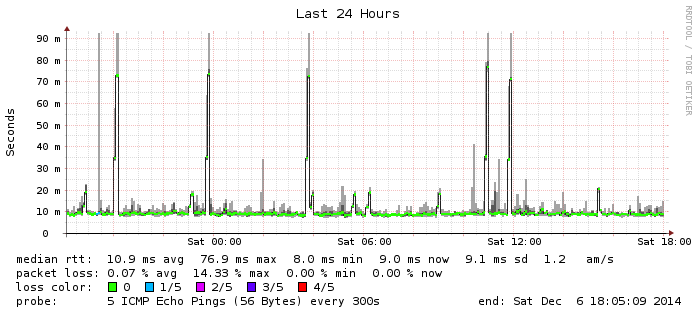 Last 24 Hours
RRDTOOL / TOBI OETIKER
Seconds
90 m
80 m
70 m
60 m
50 m
40 m
30 m
20 m
10 m
0
Sat 00:00 Sat 06:00 Sat 12:00 Sat 18:00
median rtt: 10.9 ms avg 76.9 ms max 8.0 ms min 9.0 ms now 9.1 ms sd 1.2 am/s
packet loss: 0.07 % avg 14.33 % max 0.00 % min 0.00 % now
loss color: 0 1/5 2/5 3/5 4/5
probe: 5 ICMP Echo Pings (56 Bytes) every 300s end: Sat Dec 6 18:05:09 2014